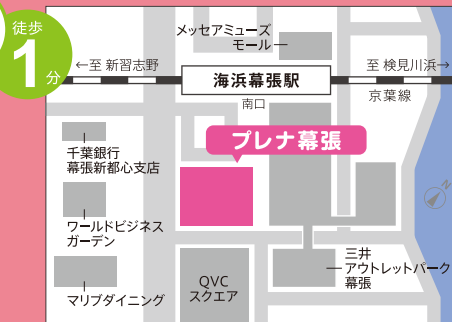 徒歩
1分
メッセアミューズ
モール
←至 新習志野
海浜幕張駅
至 検見川浜→
京葉線
南口
プレナ幕張
千葉銀行
幕張新都心支店
ワールドビジネス
ガーデン
マリブダイニング
QVC
スクエア
三井
アウトレットパーク
幕張
N